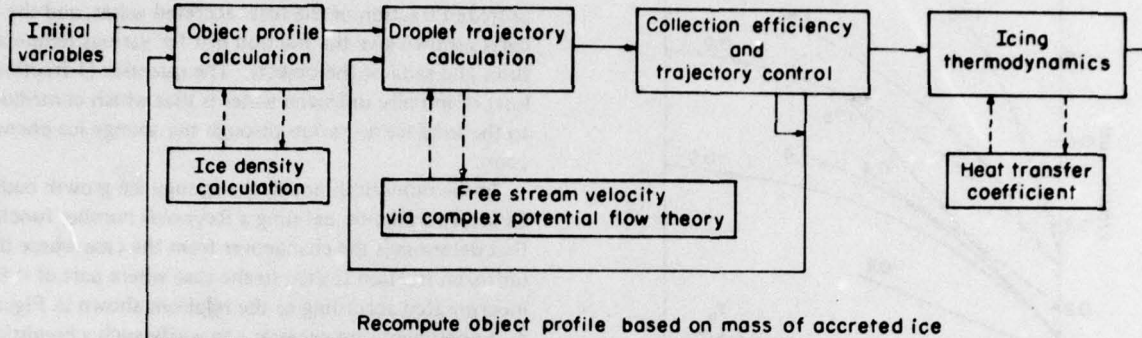 Initial
variables
Object profile
calculation
Droplet trajectory
calculation
Collection efficiency
and
trajectory control
Icing
thermodynamics
Ice density
calculation
Free stream velocity
via complex potential flow theory
Heat transfer
coefficient
Recompute object profile based on mass of accreted ice